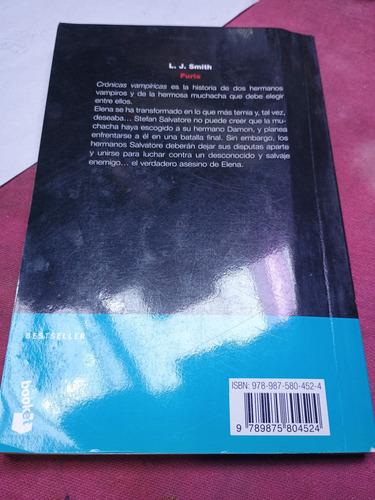 L. J. Smith
Furia
Crónicas vampíricas es la historia de dos hermanos
vampiros y de la hermosa muchacha que debe elegir
entre ellos.
Elena se ha transformado en lo que más temía y, tal vez,
deseaba... Stefan Salvatore no puede creer que la mu-
chacha haya escogido a su hermano Damon, y planea
enfrentarse a él en una batalla final. Sin embargo, los
hermanos Salvatore deberán dejar sus disputas aparte
y unirse para luchar contra un desconocido y salvaje
enemigo... el verdadero asesino de Elena.
BESTSELLER
booket
ISBN: 978-987-580-452-4
9 789875 804524